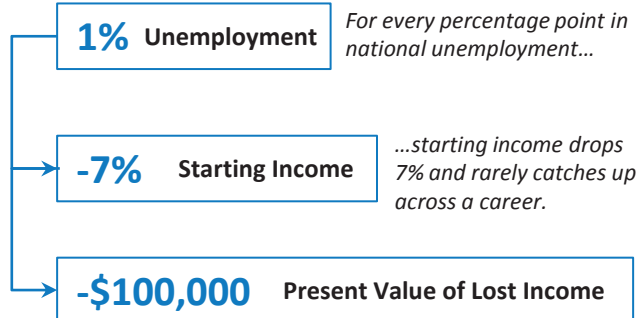 1% Unemployment
For every percentage point in
national unemployment…
-7% Starting Income
…starting income drops
7% and rarely catches up
across a career.
-$100,000 Present Value of Lost Income